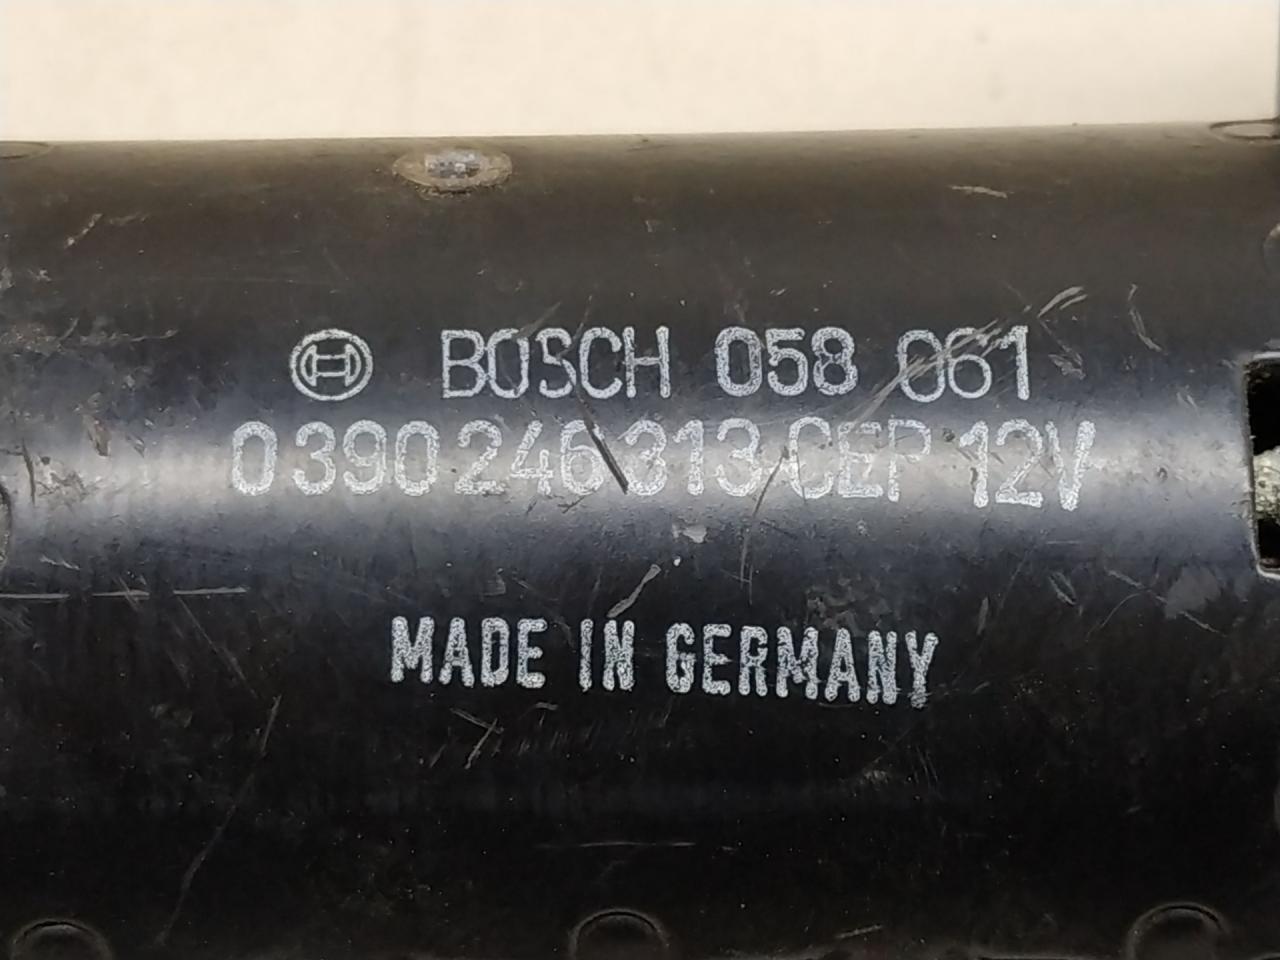 BOSCH 058 061
0 390 246 313 CEP 12V
MADE IN GERMANY